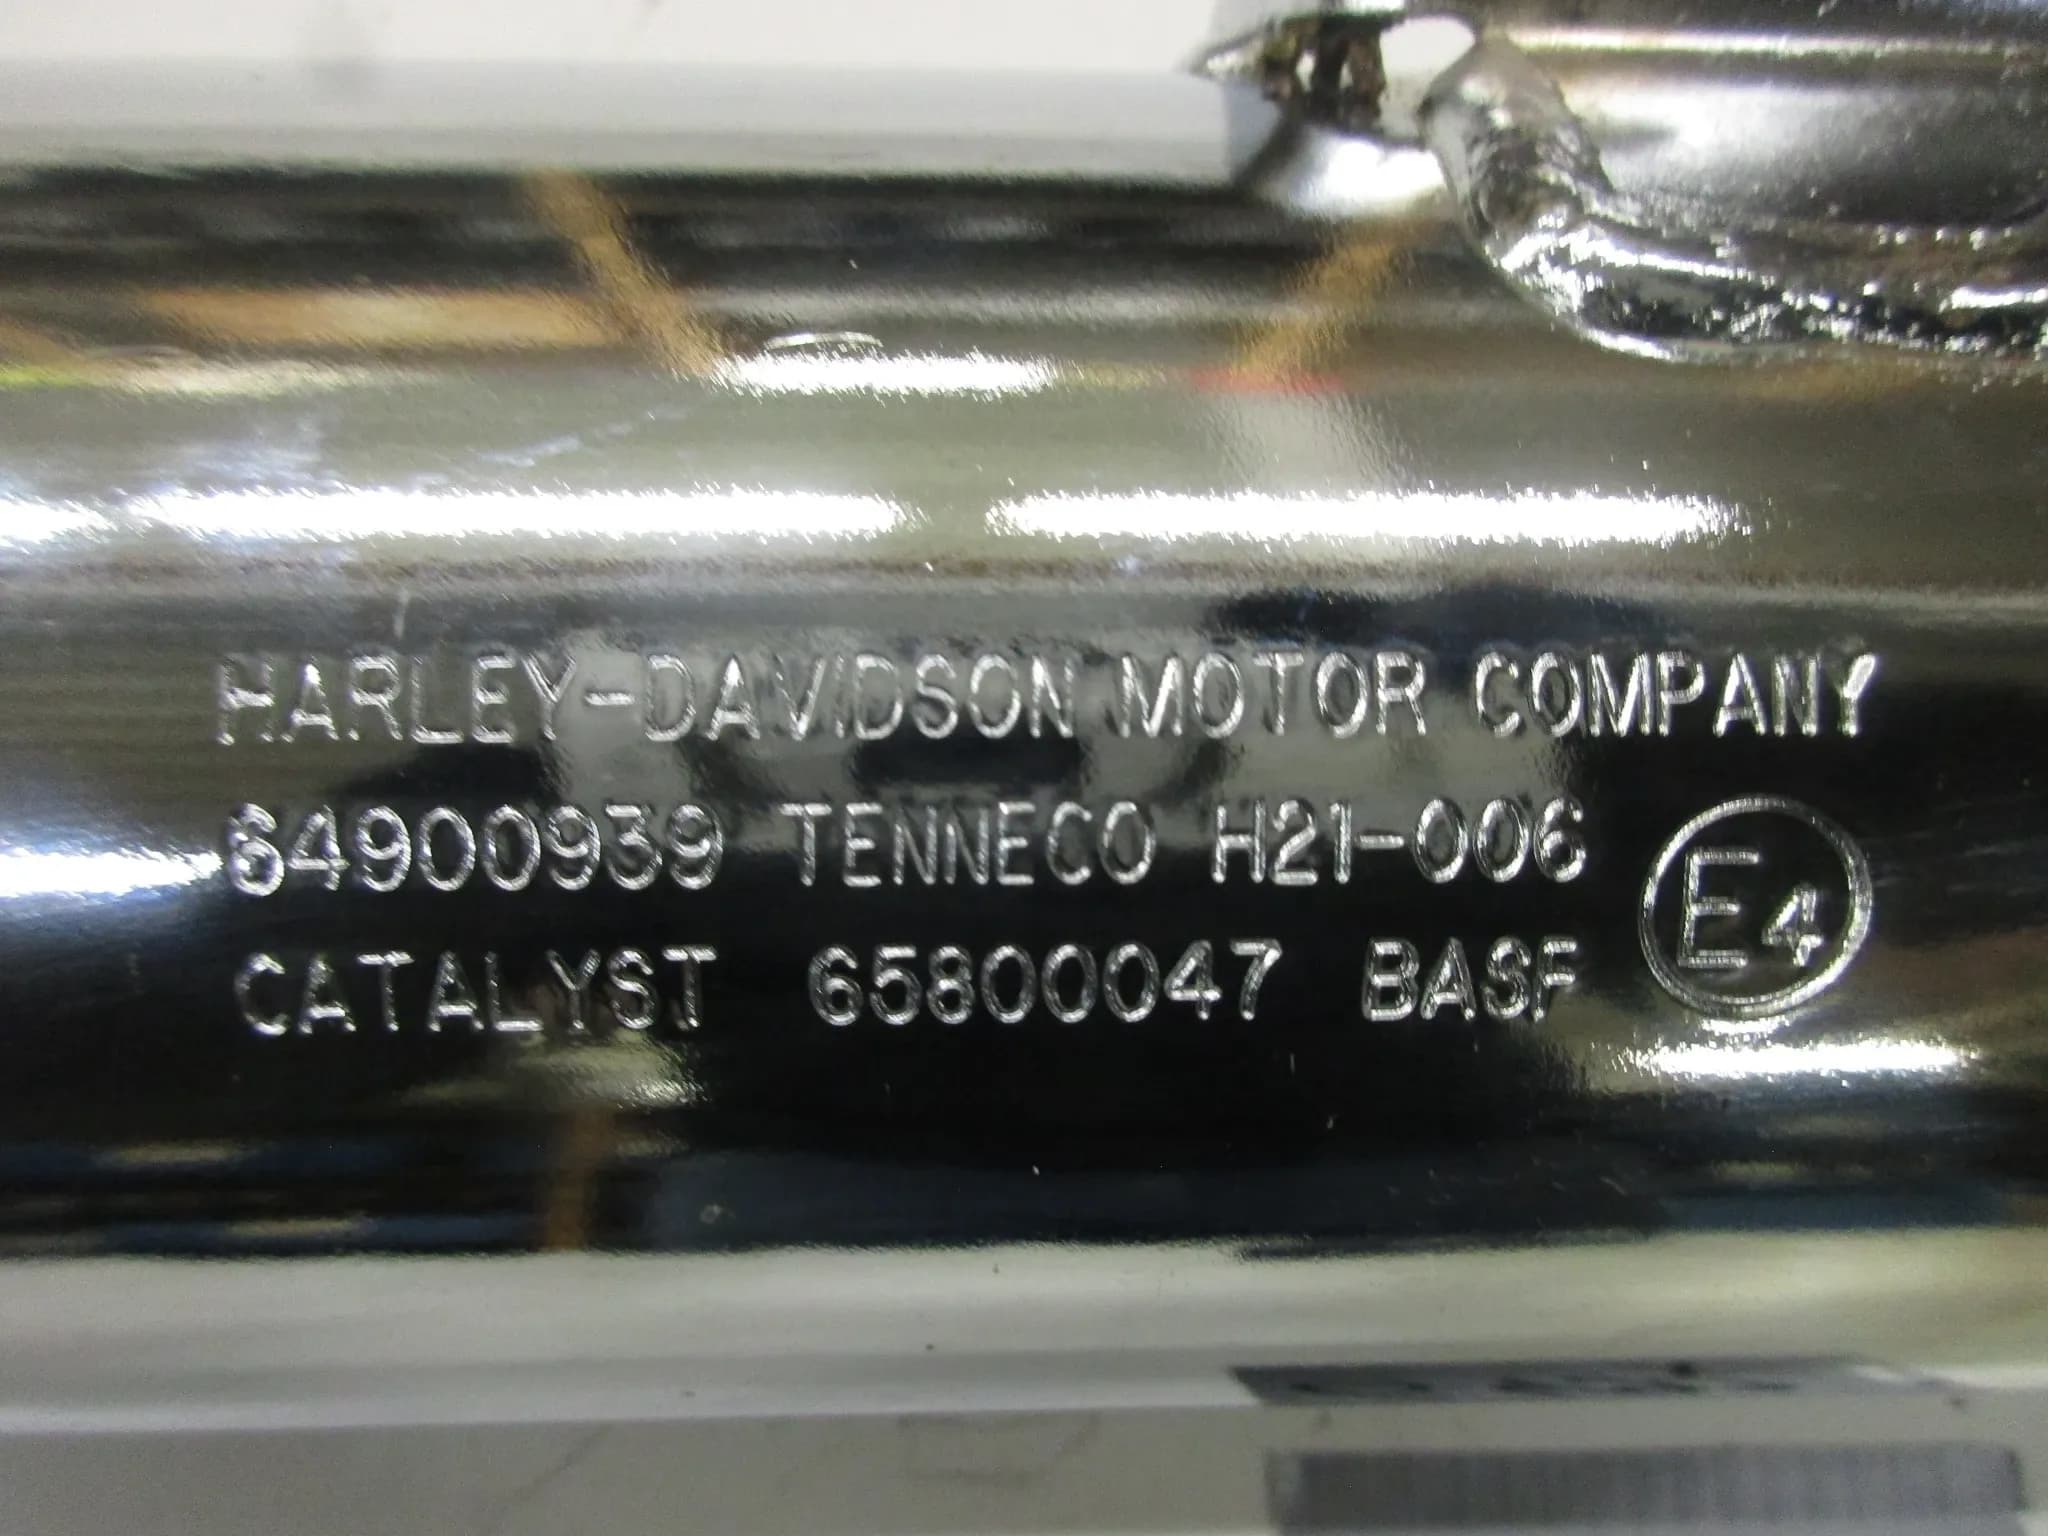 HARLEY-DAVIDSON MOTOR COMPANY
64900939 TENNECO H21-006
CATALYST 65800047 BASF
E4